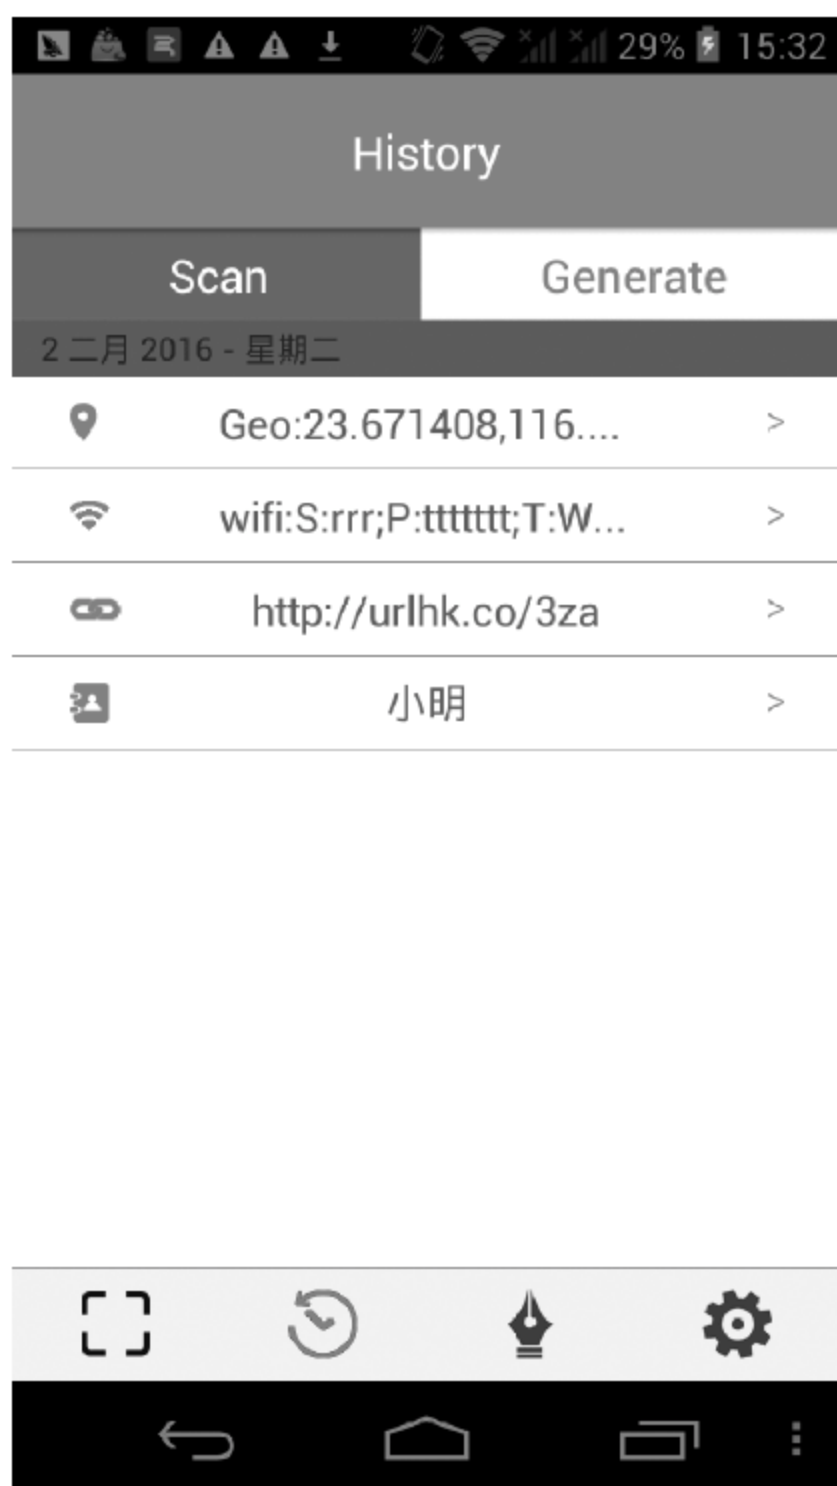 29% 15:32
History
Scan Generate
2 二月 2016 - 星期二
Geo:23.671408,116.... >
wifi:S:rrr;P:ttttttt;T:W... >
http://urlhk.co/3za >
小明 >